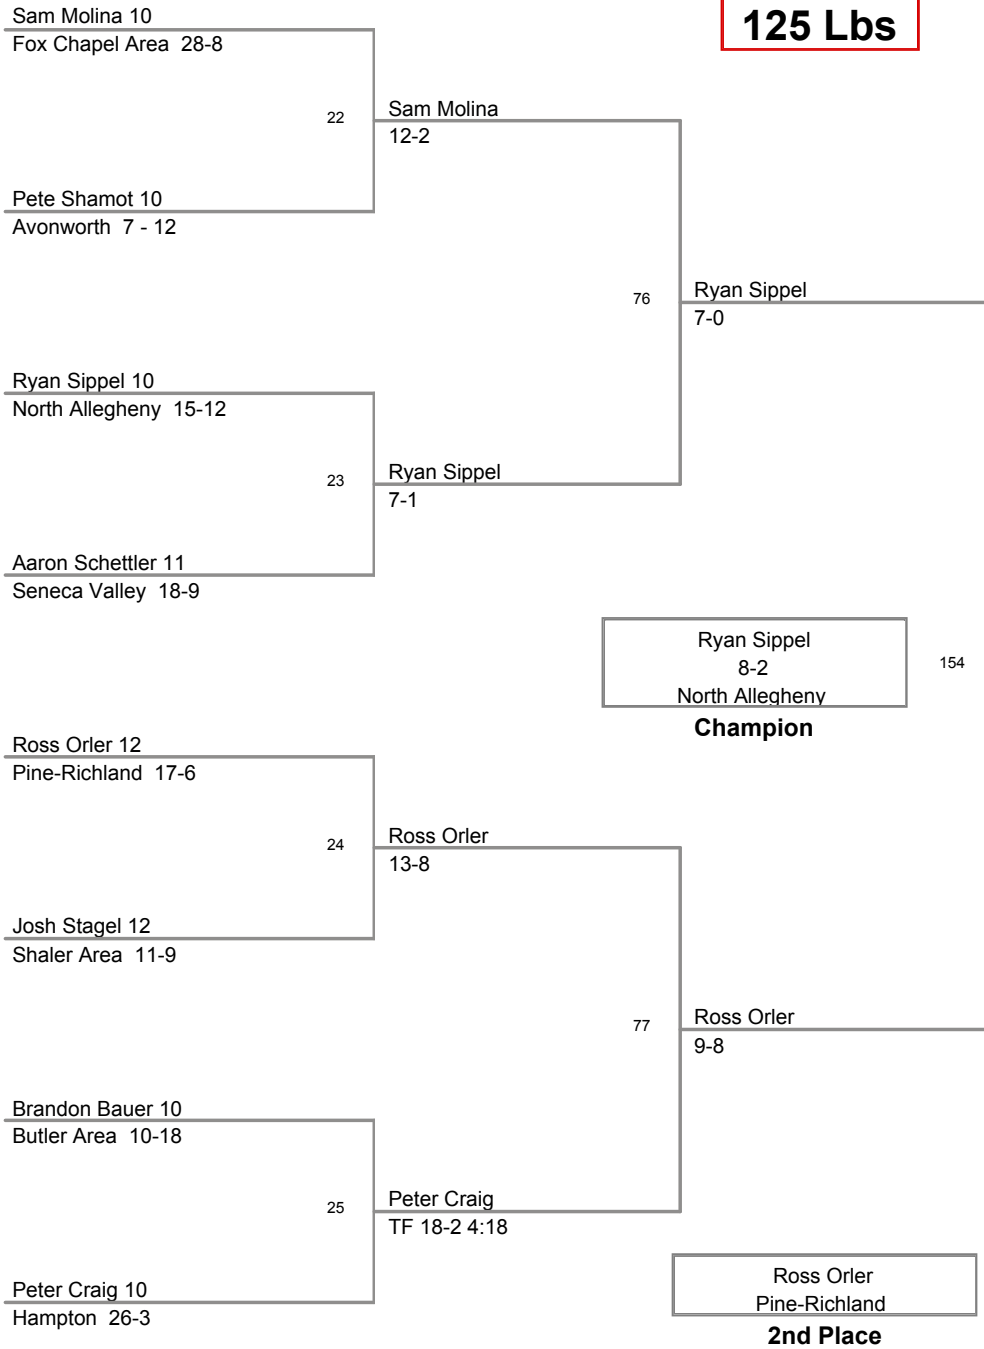 Sam Molina 10
125 Lbs
Fox Chapel Area 28-8
22
Sam Molina
12-2
Pete Shamot 10
Avonworth 7 - 12
76
Ryan Sippel
7-0
Ryan Sippel 10
North Allegheny 15-12
23
Ryan Sippel
7-1
Aaron Schettler 11
Seneca Valley 18-9
Ryan Sippel
8-2
154
North Allegheny
Champion
Ross Orler 12
Pine-Richland 17-6
24
Ross Orler
13-8
Josh Stagel 12
Shaler Area 11-9
77
Ross Orler
9-8
Brandon Bauer 10
Butler Area 10-18
25
Peter Craig
TF 18-2 4:18
Peter Craig 10
Hampton 26-3
Ross Orler
Pine-Richland
2nd Place